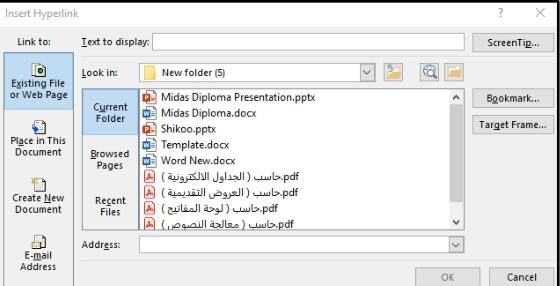 Insert Hyperlink
? ×
Link to:
Text to display:
ScreenTip...
Existing File
or Web Page
Look in:
New folder (5)
Current
Folder
Midas Diploma Presentation.pptx
Midas Diploma.docx
Shikoo.pptx
Template.docx
Word New.docx
حاسب ( الجداول الالكترونية ).pdf
حاسب ( العروض التقديمية ).pdf
حاسب ( لوحة المفاتيح ).pdf
حاسب ( معالجة النصوص ).pdf
Bookmark...
Target Frame...
Place in This
Document
Browsed
Pages
Create New
Document
Recent
Files
E-mail
Address
Address:
OK
Cancel